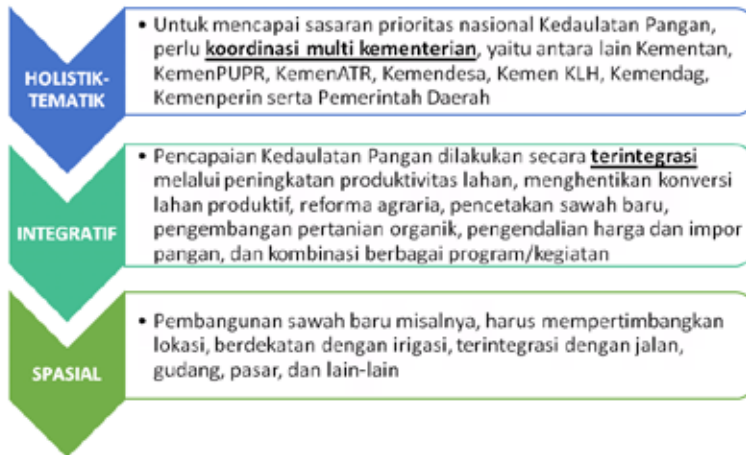 HOLISTIK-
TEMATIK
• Untuk mencapai sasaran prioritas nasional Kedaulatan Pangan,
perlu koordinasi multi kementerian, yaitu antara lain Kementan,
KemenPUPR, KemenATR, Kemendesa, Kemen KLH, Kemendag,
Kemenperin serta Pemerintah Daerah
INTEGRATIF
• Pencapaian Kedaulatan Pangan dilakukan secara terintegrasi
melalui peningkatan produktivitas lahan, menghentikan konversi
lahan produktif, reforma agraria, pencetakan sawah baru,
pengembangan pertanian organik, pengendalian harga dan impor
pangan, dan kombinasi berbagai program/kegiatan
SPASIAL
• Pembangunan sawah baru misalnya, harus mempertimbangkan
lokasi, berdekatan dengan irigasi, terintegrasi dengan jalan,
gudang, pasar, dan lain-lain